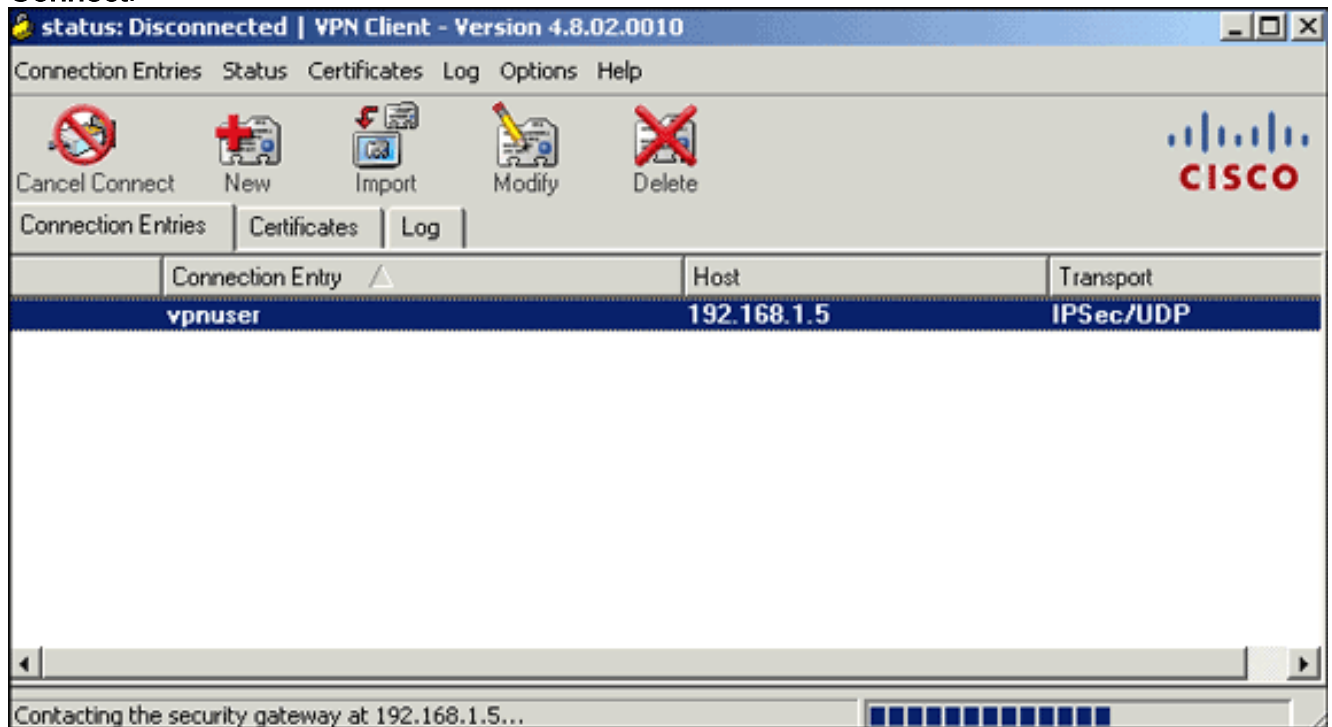 Connect.
status: Disconnected | VPN Client - Version 4.8.02.0010
Connection Entries Status Certificates Log Options Help
Cancel Connect New Import Modify Delete
CISCO
Connection Entries Certificates Log
Connection Entry Host Transport
vpnuser 192.168.1.5 IPSec/UDP
Contacting the security gateway at 192.168.1.5...